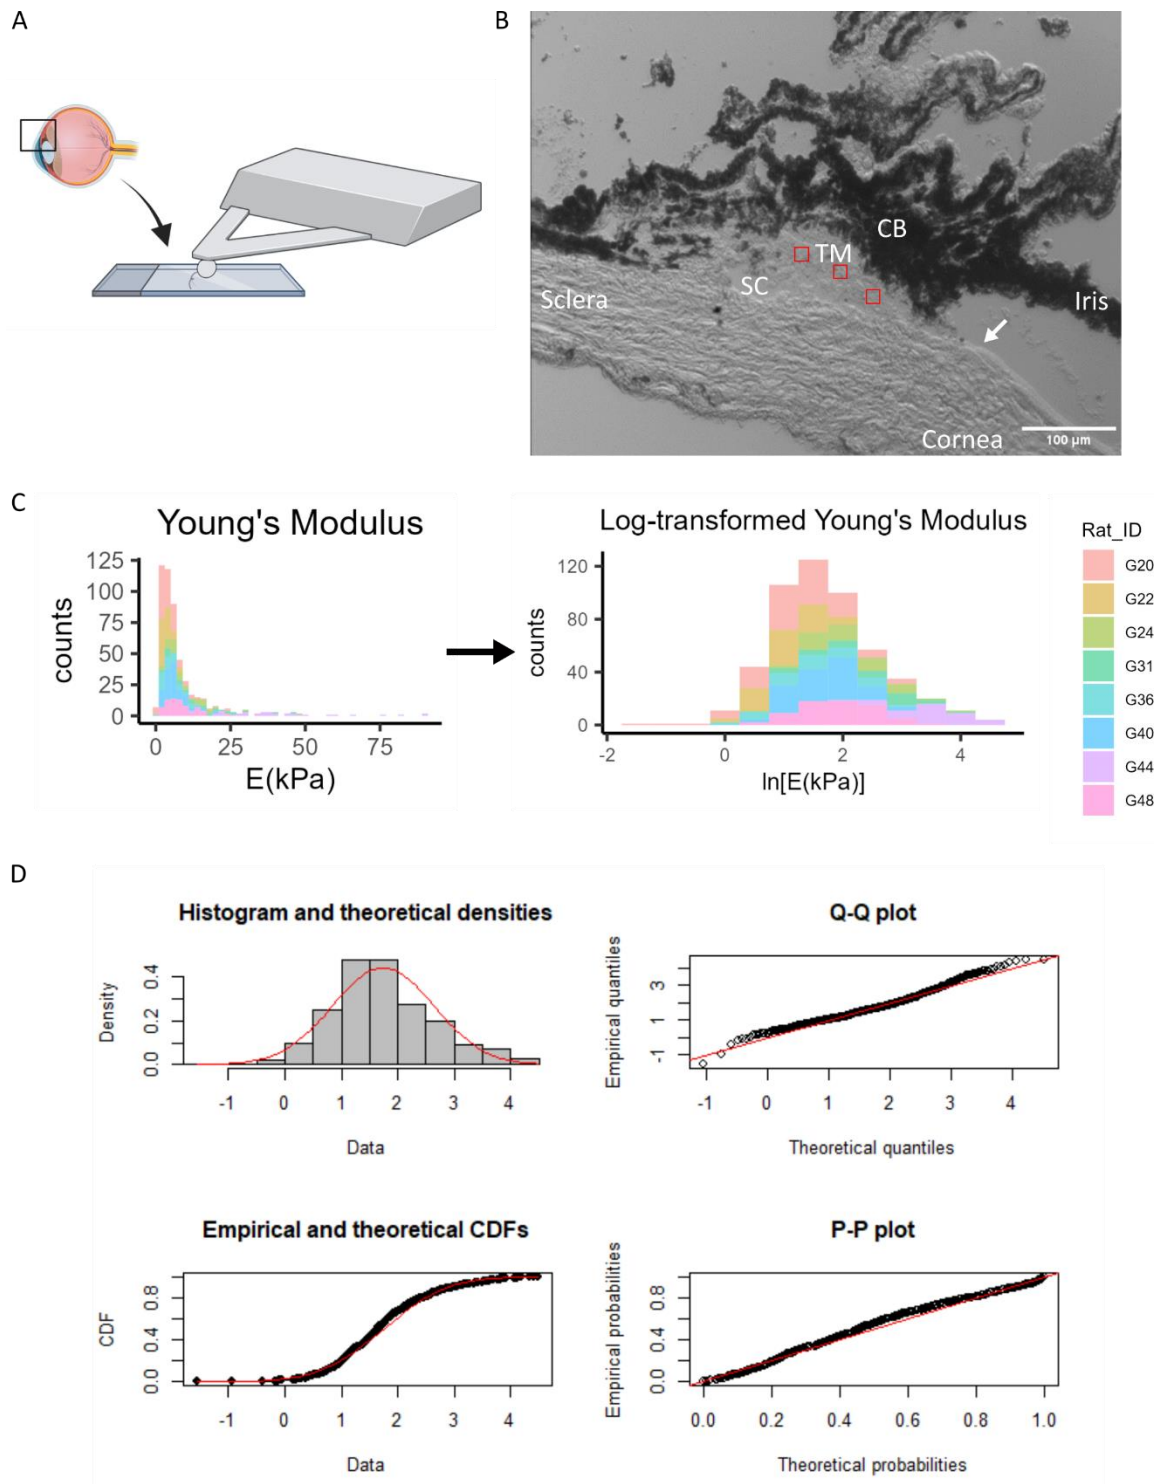 A
B
CB
TM
SC
Sclera
Iris
Cornea
100 µm
C
Young's Modulus
125
100
75
50
25
0
counts
0 25 50 75
E(kPa)
Log-transformed Young's Modulus
120
80
40
0
counts
-2 0 2 4
ln[E(kPa)]
Rat_ID
G20
G22
G24
G31
G36
G40
G44
G48
D
Histogram and theoretical densities
Density
0.0 0.2 0.4
-1 0 1 2 3 4
Data
Q-Q plot
Empirical quantiles
-1 1 3
-1 0 1 2 3 4
Theoretical quantiles
Empirical and theoretical CDFs
CDF
0.0 0.4 0.8
-1 0 1 2 3 4
Data
P-P plot
Empirical probabilities
0.0 0.4 0.8
0.0 0.2 0.4 0.6 0.8 1.0
Theoretical probabilities